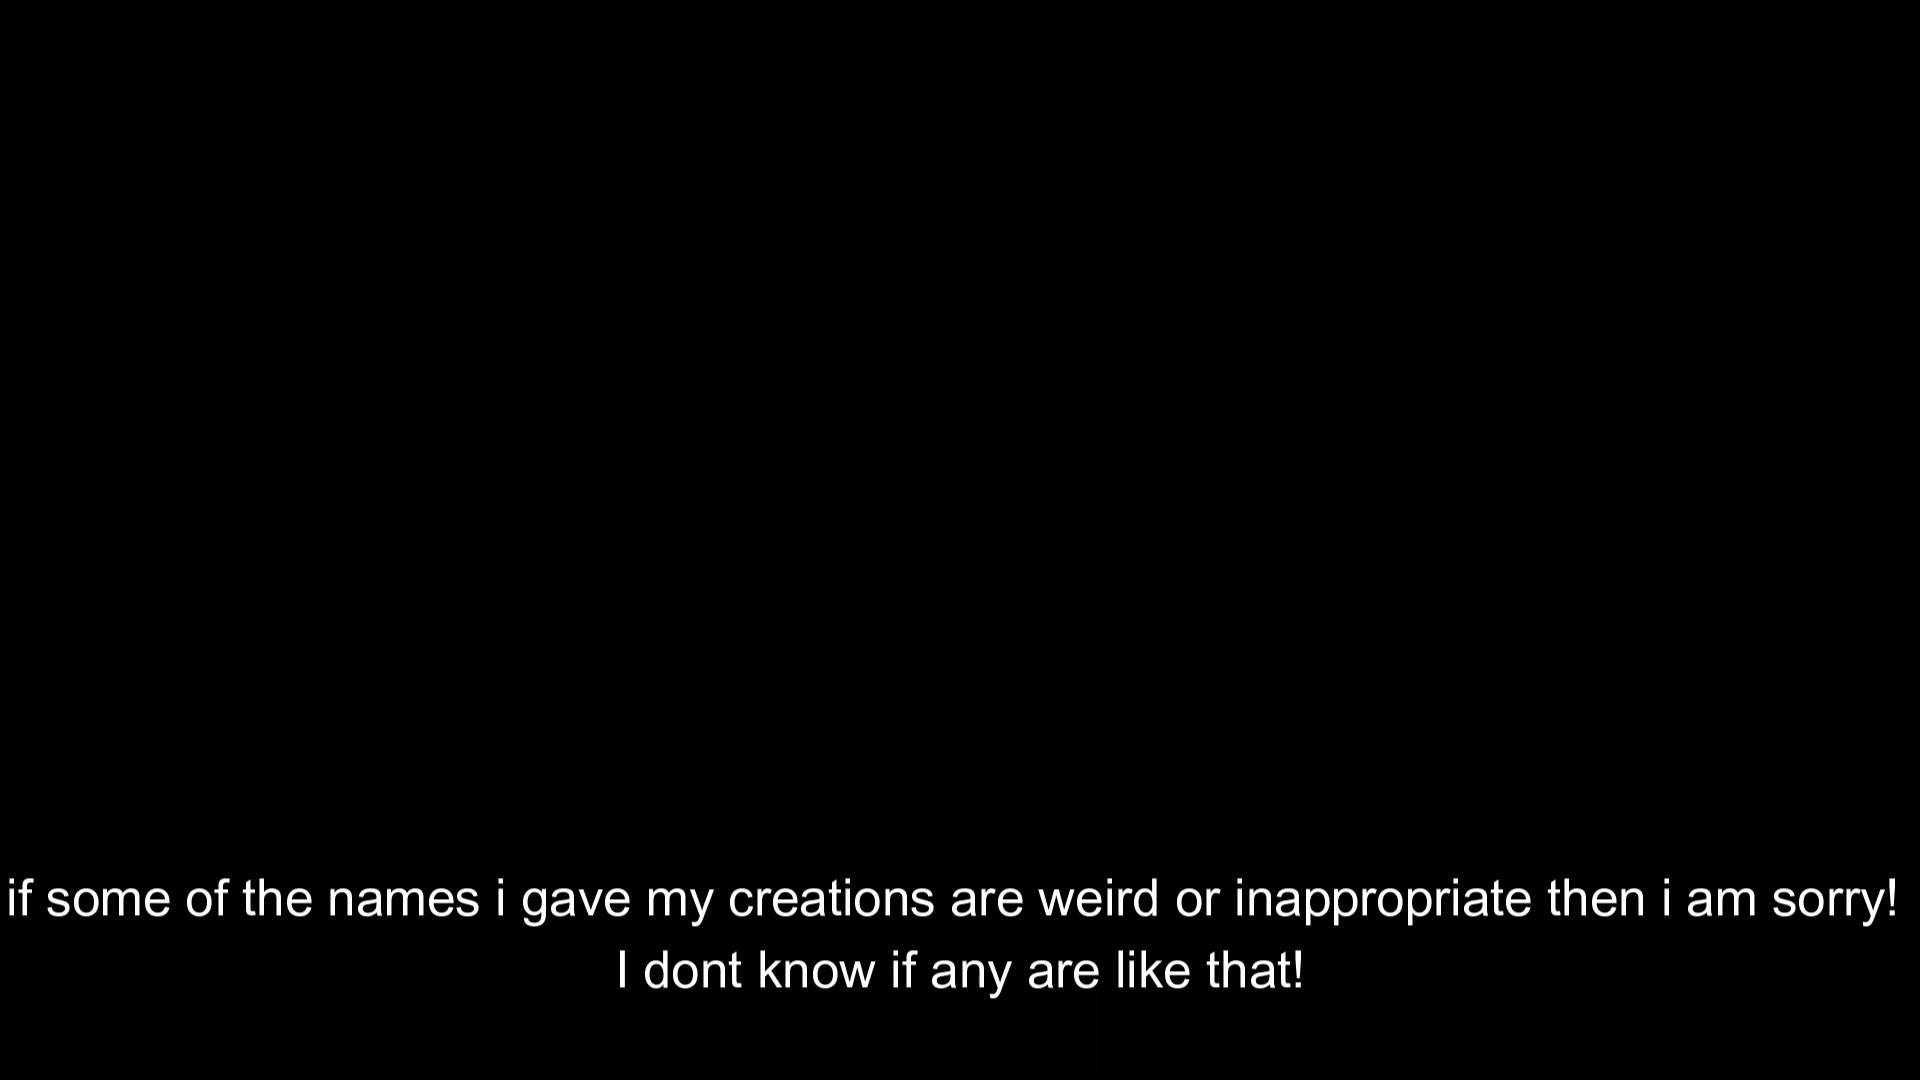 if some of the names i gave my creations are weird or inappropriate then i am sorry!
I dont know if any are like that!